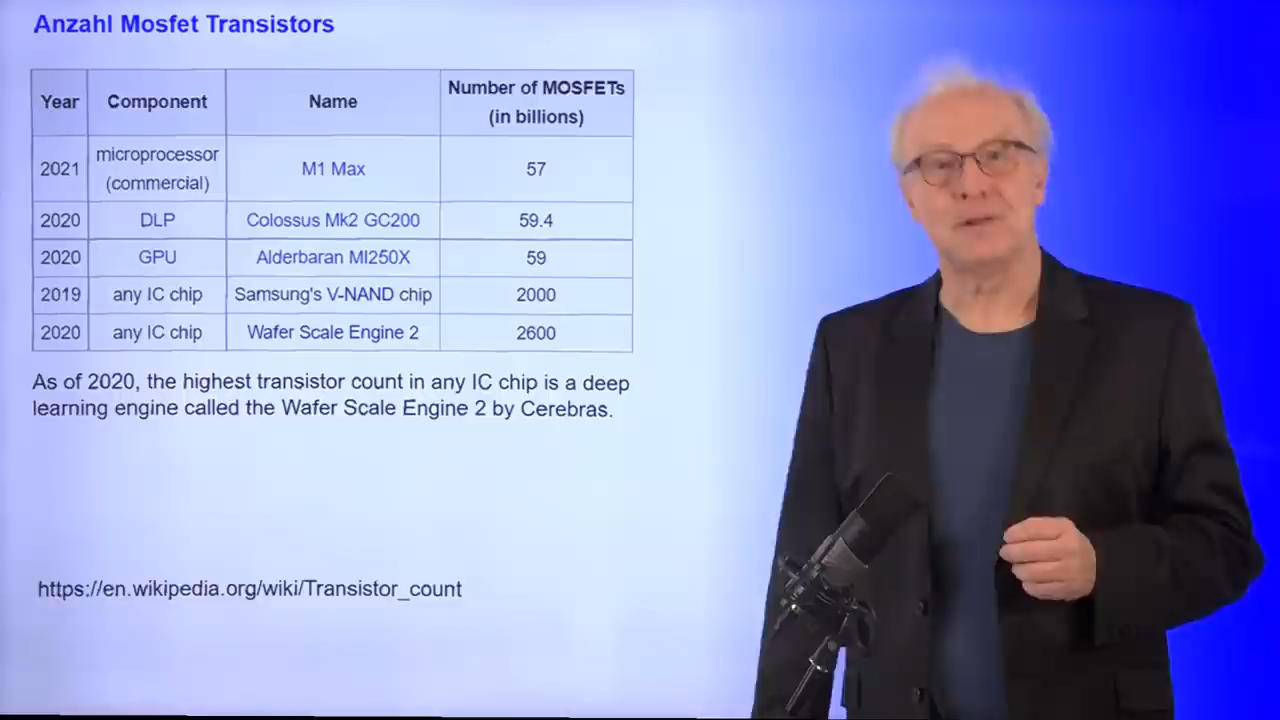 Anzahl Mosfet Transistors
Year Component Name Number of MOSFETs (in billions)
2021 microprocessor (commercial) M1 Max 57
2020 DLP Colossus Mk2 GC200 59.4
2020 GPU Alderbaran MI250X 59
2019 any IC chip Samsung's V-NAND chip 2000
2020 any IC chip Wafer Scale Engine 2 2600
As of 2020, the highest transistor count in any IC chip is a deep
learning engine called the Wafer Scale Engine 2 by Cerebras.
https://en.wikipedia.org/wiki/Transistor_count